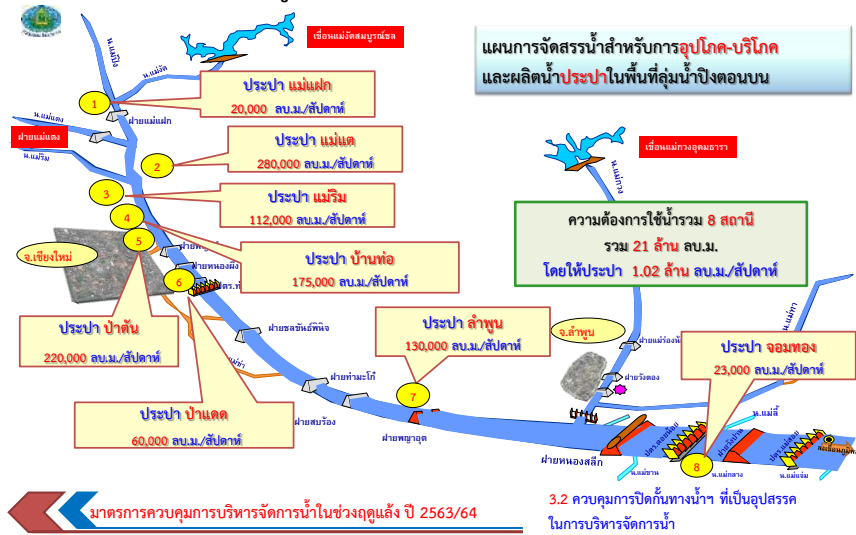 แผนการจัดสรรน้ำสำหรับการอุปโภค-บริโภค
และผลิตน้ำประปาในพื้นที่ลุ่มน้ำปิงตอนบน
เขื่อนแม่งัดสมบูรณ์ชล
น.แม่ปิง
น.แม่งัด
1
ประปา แม่แฝก
20,000 ลบ.ม./สัปดาห์
ฝายแม่แฝก
น.แม่แตง
ฝายแม่แตง
น.แม่ริม
2
ประปา แม่แต
280,000 ลบ.ม./สัปดาห์
เขื่อนแม่กวงอุดมธารา
น.แม่กวง
3
ประปา แม่ริม
112,000 ลบ.ม./สัปดาห์
4
ประปา บ้านท่อ
175,000 ลบ.ม./สัปดาห์
5
จ.เชียงใหม่
ฝายหนองผึ้ง
6
ความต้องการใช้น้ำรวม 8 สถานี
รวม 21 ล้าน ลบ.ม.
โดยให้ประปา 1.02 ล้าน ลบ.ม./สัปดาห์
น.แม่ทา
ประปา ป่าตัน
220,000 ลบ.ม./สัปดาห์
ฝายชลขันธ์พินิจ
ประปา ลำพูน
130,000 ลบ.ม./สัปดาห์
จ.ลำพูน
ประปา จอมทอง
23,000 ลบ.ม./สัปดาห์
ฝายวังตอง
ฝายท่ามะโก๋
7
ประปา ป่าแดด
60,000 ลบ.ม./สัปดาห์
ฝายสบร้อง
ฝายพญาอุต
น.แม่ลี้
ฝายหนองสลีก
ฝายวังปาน
ปตร.แม่สอย
8
น.แม่ขาน
น.แม่กลาง
น.แม่แจ่ม
มาตรการควบคุมการบริหารจัดการน้ำในช่วงฤดูแล้ง ปี 2563/64
3.2 ควบคุมการปิดกั้นทางน้ำฯ ที่เป็นอุปสรรค
ในการบริหารจัดการน้ำ